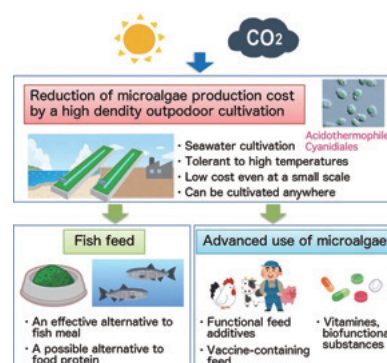 CO2
Reduction of microalgae production cost
by a high dendity outpodoor cultivation
Acidothermophile
Cyanidiales
・Seawater cultivation
・Tolerant to high temperatures
・Low cost even at a small scale
・Can be cultivated anywhere
Fish feed
・An effective alternative to
fish meal
・A possible alternative to
food protein
Advanced use of microalgae
・Functional feed
additives
・Vaccine-containing
feed
・Vitamines,
biofunctional
substances